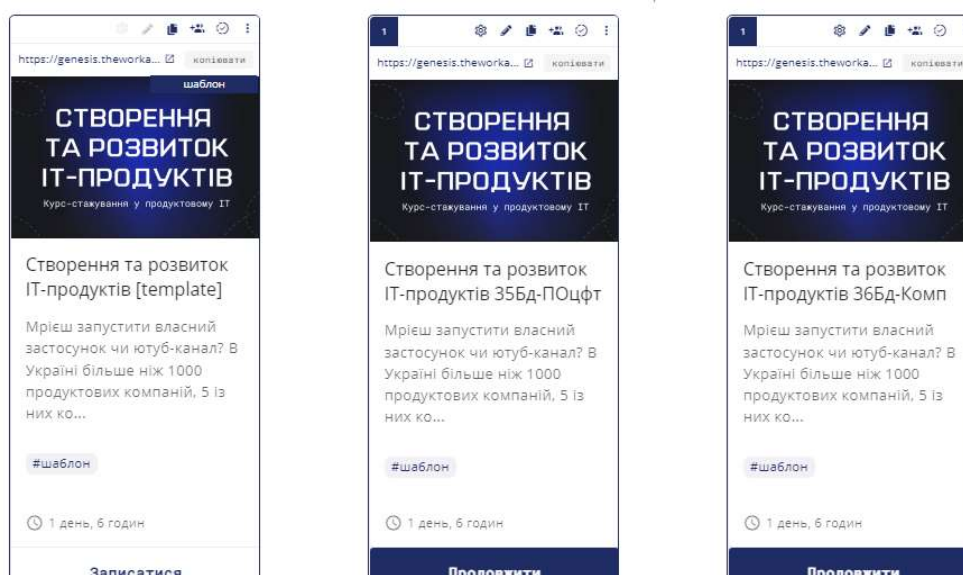 https://genesis.theworka...
копіювати
шаблон
СТВОРЕННЯ
ТА РОЗВИТОК
ІТ-ПРОДУКТІВ
Курс-стажування у продуктовому ІТ
Створення та розвиток
ІТ-продуктів [template]
Мрієш запустити власний
застосунок чи ютуб-канал? В
Україні більше ніж 1000
продуктових компаній, 5 із
них ко...
#шаблон
1 день, 6 годин
Записатися
1
https://genesis.theworka...
копіювати
СТВОРЕННЯ
ТА РОЗВИТОК
ІТ-ПРОДУКТІВ
Курс-стажування у продуктовому ІТ
Створення та розвиток
ІТ-продуктів 35Бд-ПОцфт
Мрієш запустити власний
застосунок чи ютуб-канал? В
Україні більше ніж 1000
продуктових компаній, 5 із
них ко...
#шаблон
1 день, 6 годин
Продовжити
1
https://genesis.theworka...
копіювати
СТВОРЕННЯ
ТА РОЗВИТОК
ІТ-ПРОДУКТІВ
Курс-стажування у продуктовому ІТ
Створення та розвиток
ІТ-продуктів 36Бд-Комп
Мрієш запустити власний
застосунок чи ютуб-канал? В
Україні більше ніж 1000
продуктових компаній, 5 із
них ко...
#шаблон
1 день, 6 годин
Продовжити